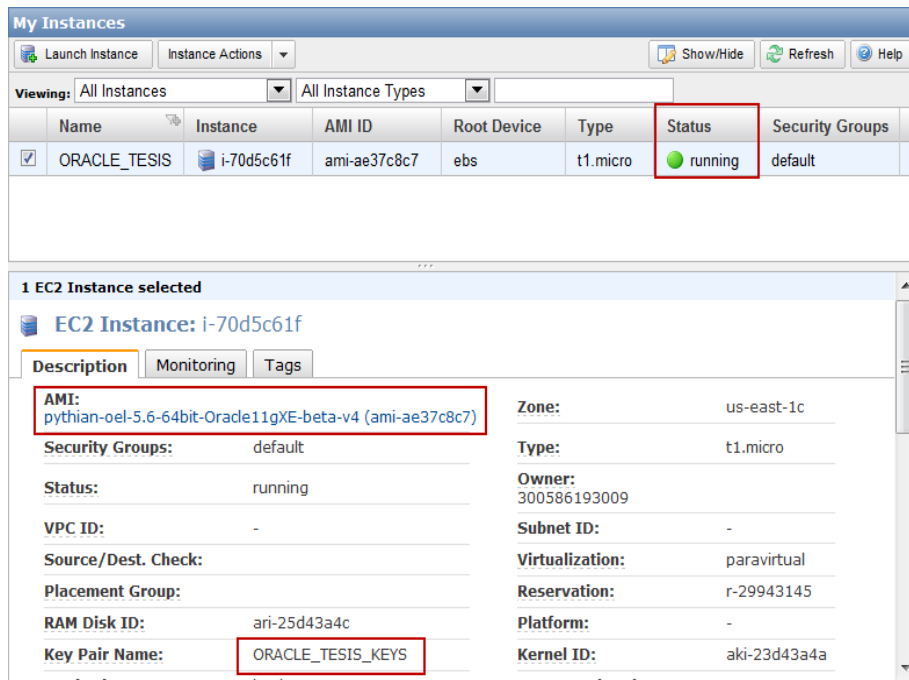 My Instances
Launch Instance Instance Actions Show/Hide Refresh Help
Viewing: All Instances All Instance Types
Name Instance AMI ID Root Device Type Status Security Groups
ORACLE_TESIS i-70d5c61f ami-ae37c8c7 ebs t1.micro running default
1 EC2 Instance selected
EC2 Instance: i-70d5c61f
Description Monitoring Tags
AMI:
pythian-oel-5.6-64bit-Oracle11gXE-beta-v4 (ami-ae37c8c7)
Zone: us-east-1c
Security Groups: default Type: t1.micro
Status: running Owner:
300586193009
VPC ID: - Subnet ID: -
Source/Dest. Check: Virtualization: paravirtual
Placement Group: Reservation: r-29943145
RAM Disk ID: ari-25d43a4c Platform: -
Key Pair Name: ORACLE_TESIS_KEYS Kernel ID: aki-23d43a4a